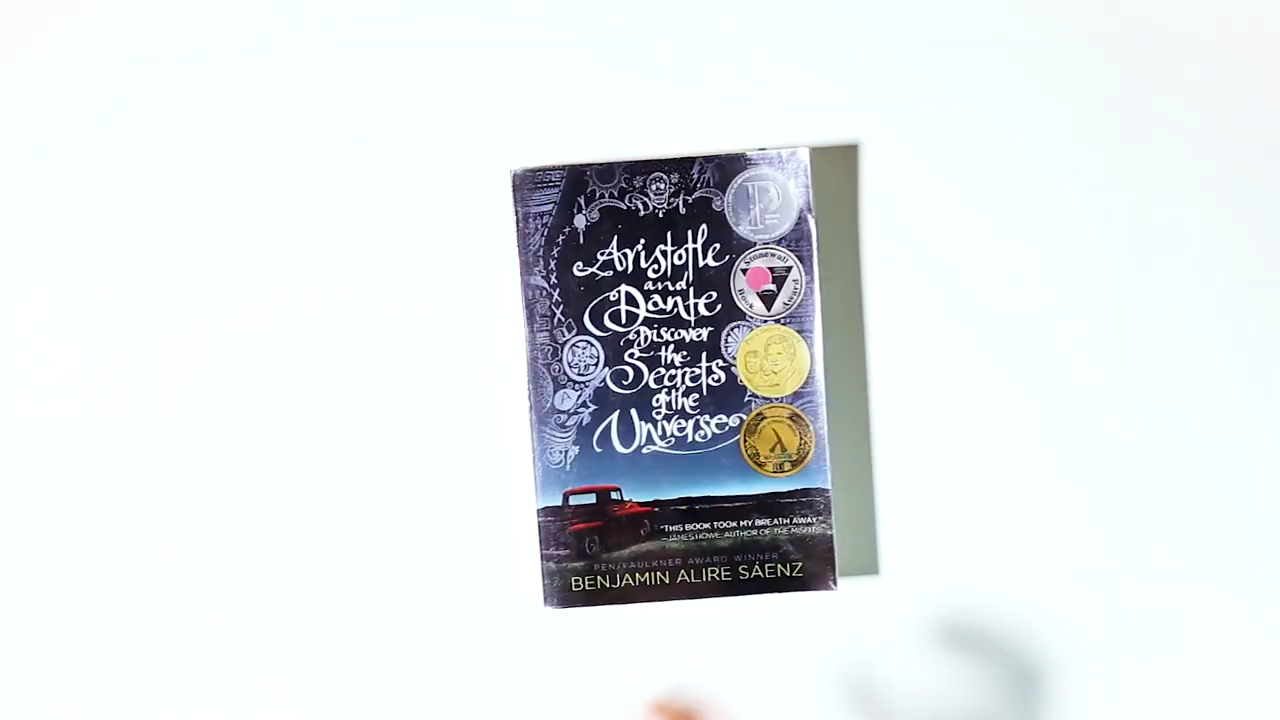 Aristotle
and
Dante
Discover
the
Secrets
of the
Universe
P
Stonewall
Book Award
"THIS BOOK TOOK MY BREATH AWAY."
—JAMES HOWE, AUTHOR OF THE MISFITS
PEN/FAULKNER AWARD WINNER
BENJAMIN ALIRE SÁENZ